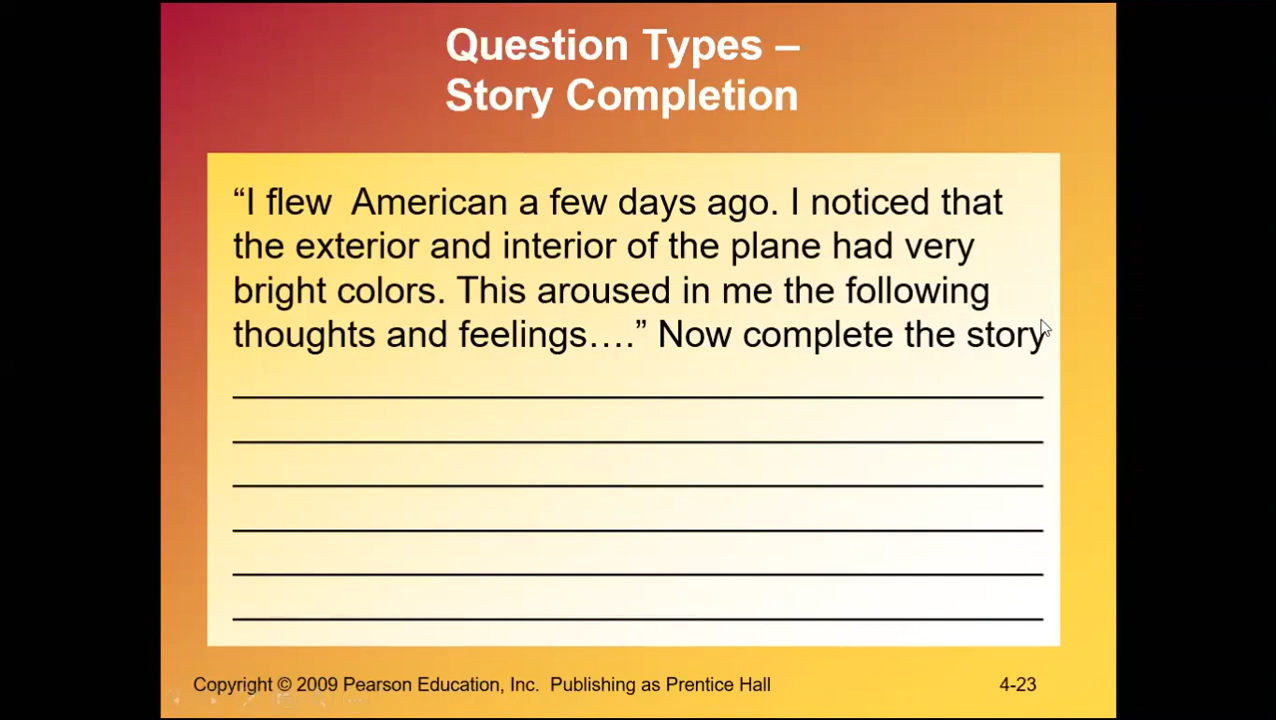 Question Types –
Story Completion
“I flew  American a few days ago. I noticed that
the exterior and interior of the plane had very
bright colors. This aroused in me the following
thoughts and feelings….” Now complete the story
Copyright © 2009 Pearson Education, Inc.  Publishing as Prentice Hall
4-23